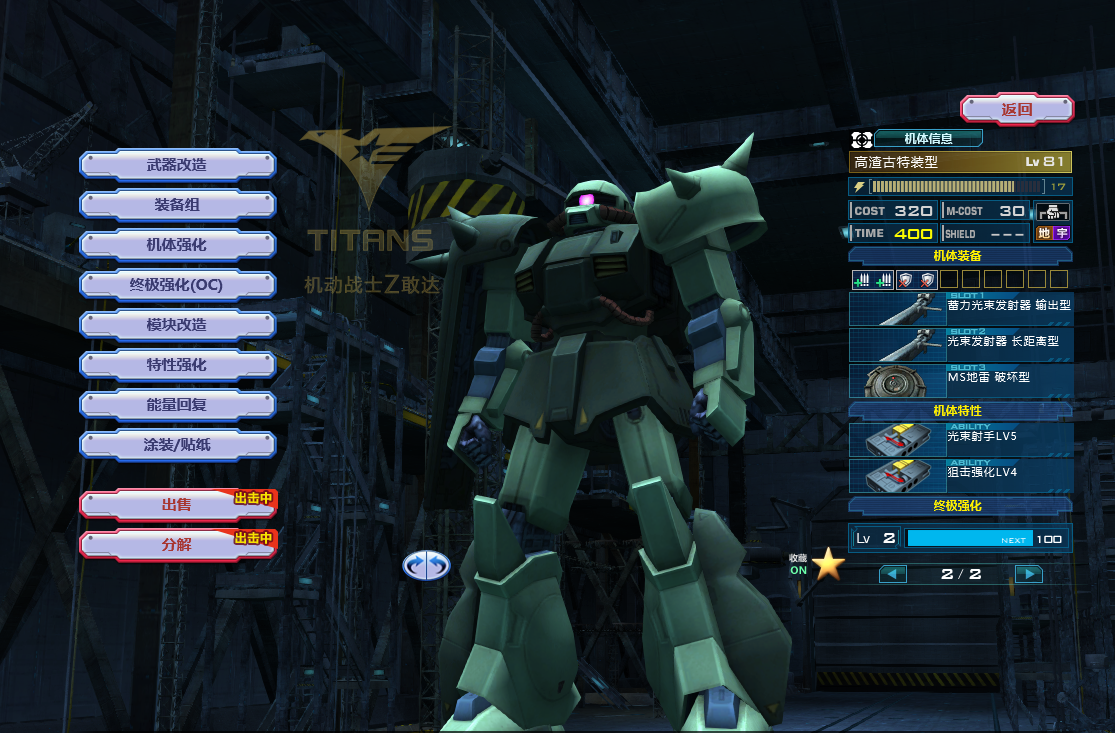 返回
武器改造
装备组
机体强化
终极强化(OC)
模块改造
特性强化
能量回复
涂装/贴纸
出售
出击中
分解
出击中
TITANS
机动战士Z敢达
收藏
ON
机体信息
高渣古特装型 Lv 81
17
COST 320 M-COST 30
TIME 400 SHIELD ---
地 宇
机体装备
SLOT 1
蓄力光束发射器 输出型
SLOT 2
光束发射器 长距离型
SLOT 3
MS地雷 破坏型
机体特性
ABILITY
光束射手LV5
ABILITY
狙击强化LV4
终极强化
Lv 2 NEXT 100
2 / 2